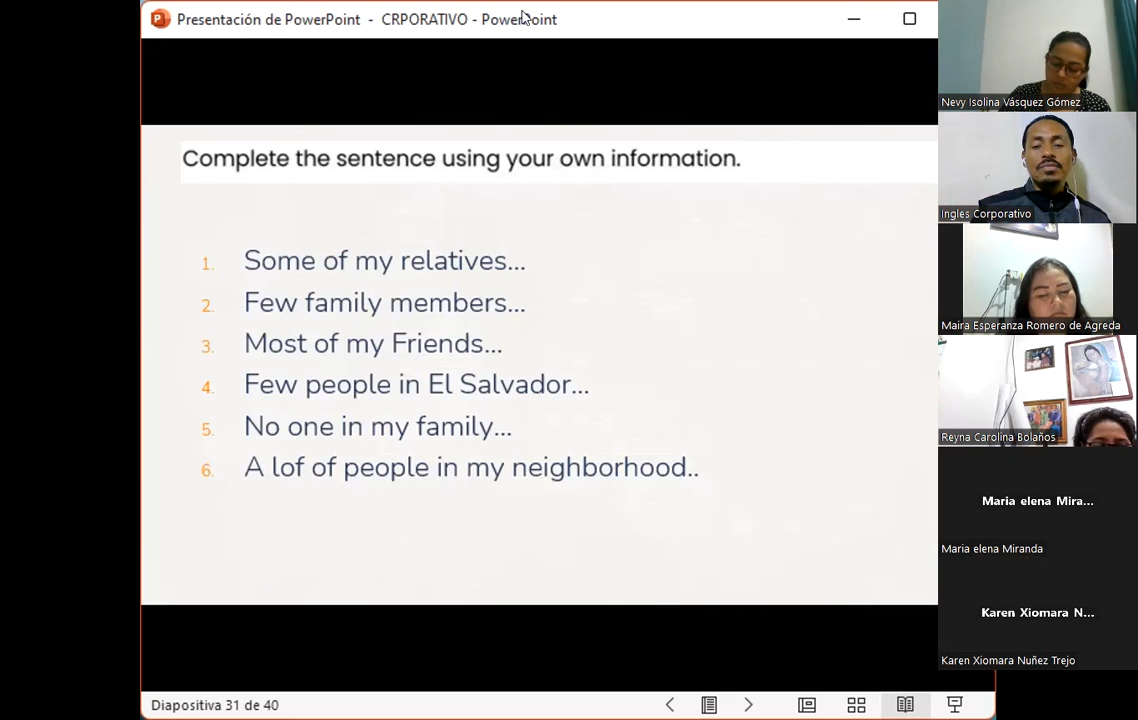 Presentación de PowerPoint - CRPORATIVO - PowerPoint
Complete the sentence using your own information.
1. Some of my relatives...
2. Few family members...
3. Most of my Friends...
4. Few people in El Salvador...
5. No one in my family...
6. A lof of people in my neighborhood..
Diapositiva 31 de 40
Nevy Isolina Vásquez Gómez
Ingles Corporativo
Maira Esperanza Romero de Agreda
Reyna Carolina Bolaños
Maria elena Mira...
Maria elena Miranda
Karen Xiomara N...
Karen Xiomara Nuñez Trejo